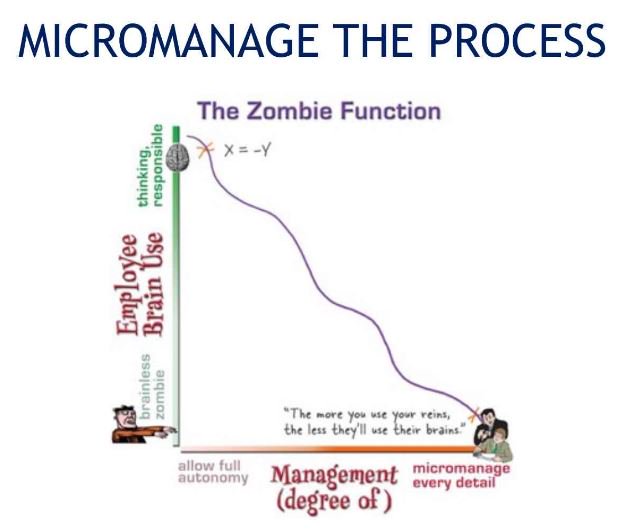 MICROMANAGE THE PROCESS
The Zombie Function
X = -Y
thinking,
responsible
Employee
Brain Use
brainless
zombie
"The more you use your reins,
the less they'll use their brains."
allow full
autonomy
Management
(degree of)
micromanage
every detail